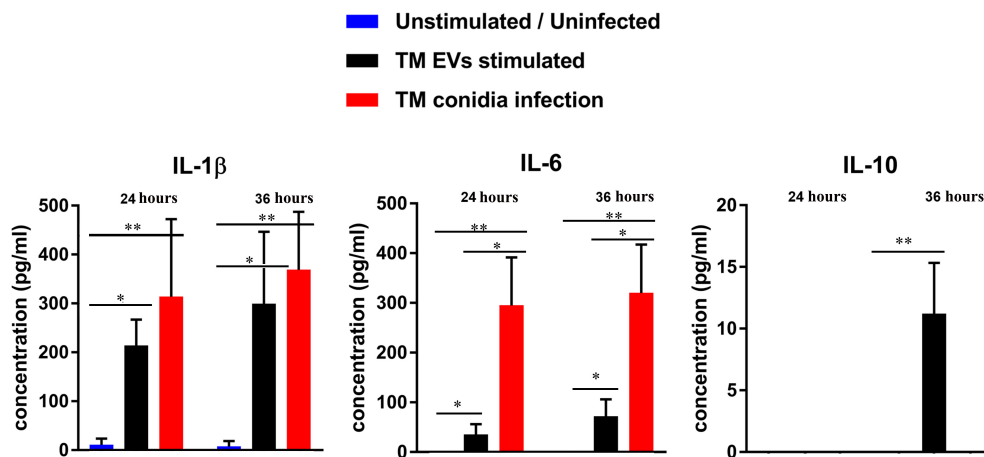 Unstimulated / Uninfected
TM EVs stimulated
TM conidia infection
IL-1β
24 hours
36 hours
concentration (pg/ml)
500
400
300
200
100
0
**
*
**
*
IL-6
24 hours
36 hours
concentration (pg/ml)
500
400
300
200
100
0
**
*
*
**
*
*
IL-10
24 hours
36 hours
concentration (pg/ml)
20
15
10
5
0
**